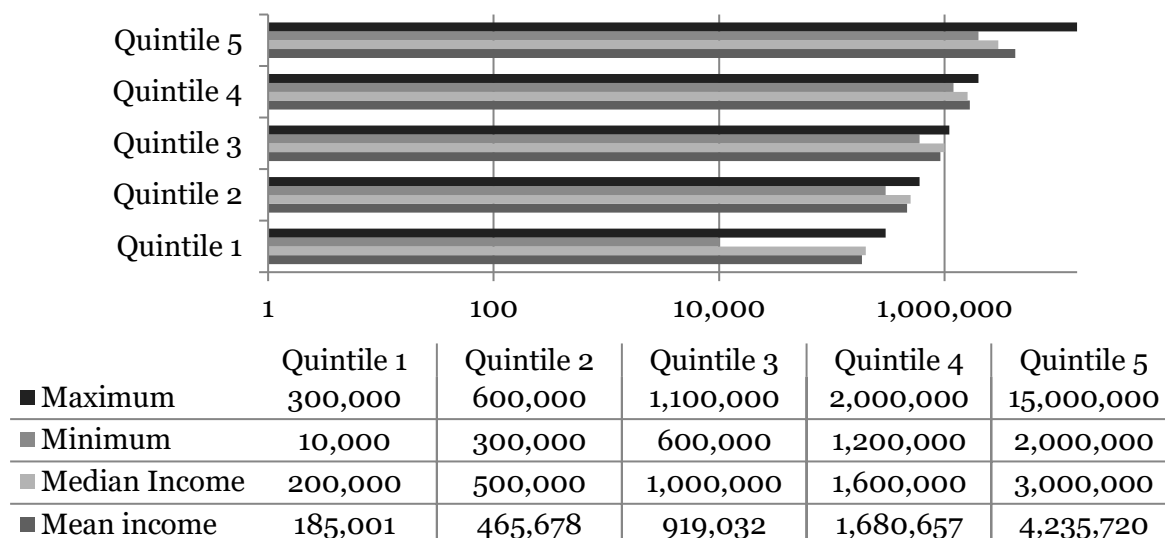 Quintile 5
Quintile 4
Quintile 3
Quintile 2
Quintile 1
1 100 10,000 1,000,000
Quintile 1 Quintile 2 Quintile 3 Quintile 4 Quintile 5
Maximum 300,000 600,000 1,100,000 2,000,000 15,000,000
Minimum 10,000 300,000 600,000 1,200,000 2,000,000
Median Income 200,000 500,000 1,000,000 1,600,000 3,000,000
Mean income 185,001 465,678 919,032 1,680,657 4,235,720